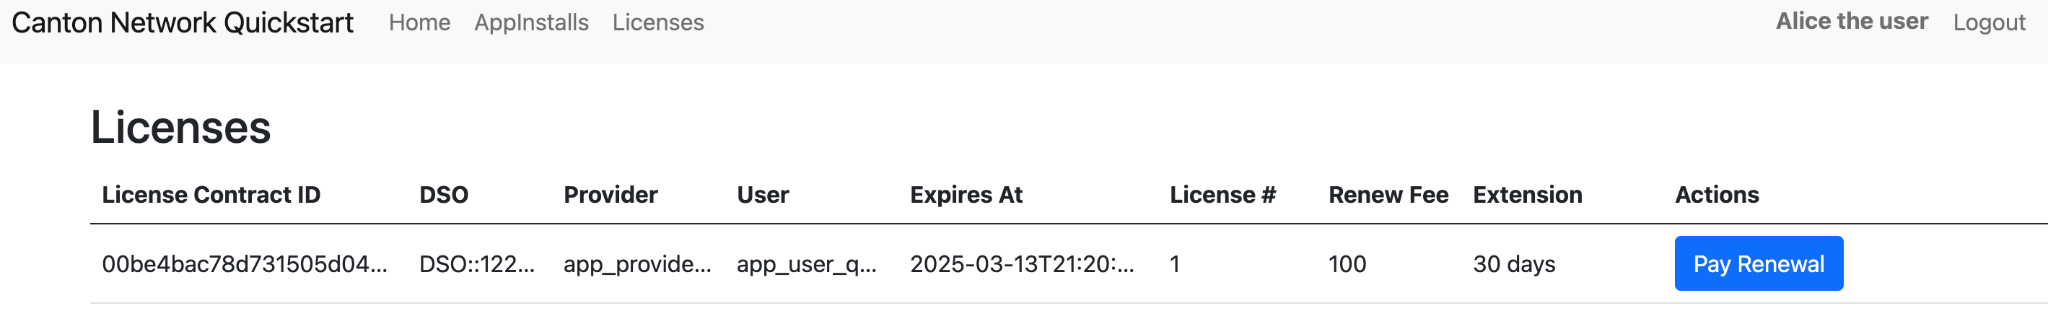 Canton Network Quickstart Home AppInstalls Licenses Alice the user Logout
Licenses
License Contract ID DSO Provider User Expires At License # Renew Fee Extension Actions
00be4bac78d731505d04... DSO::122... app_provide... app_user_q... 2025-03-13T21:20:... 1 100 30 days Pay Renewal